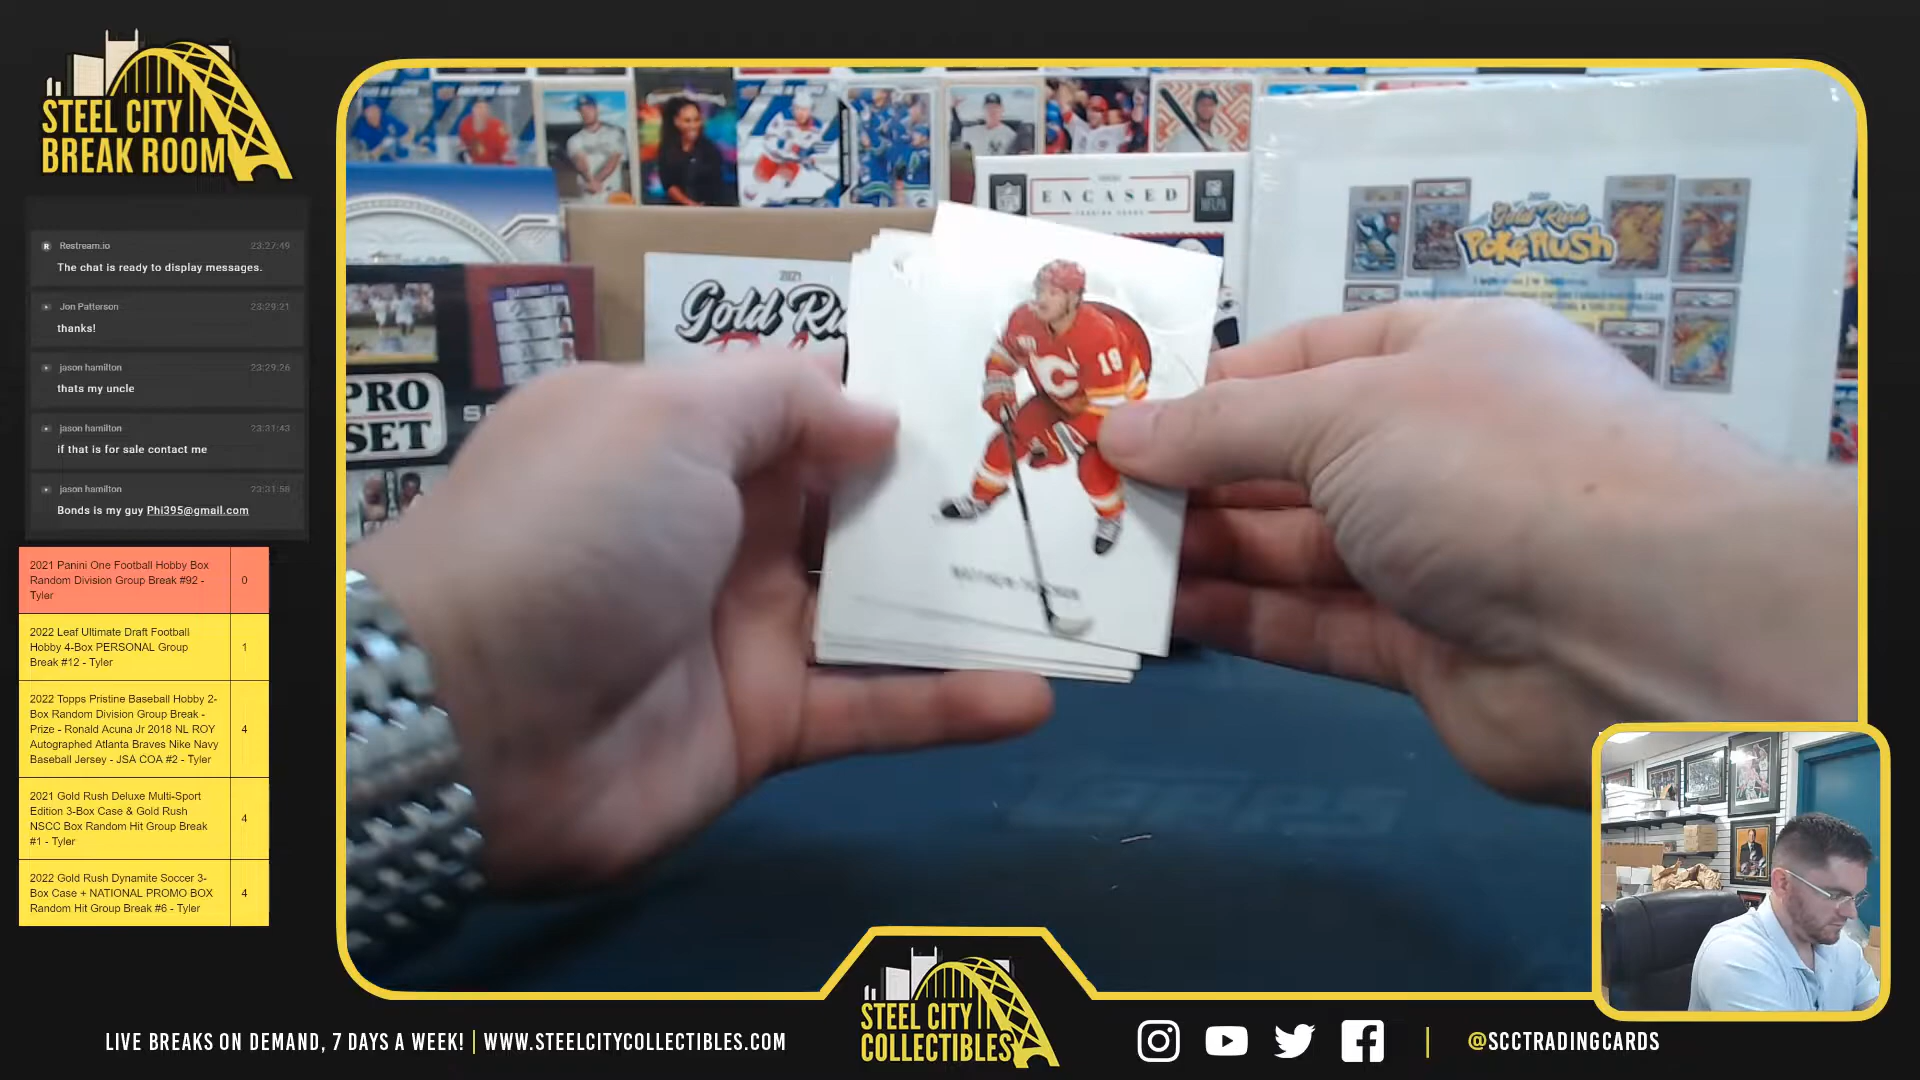 STEEL CITY
BREAK ROOM
Restream.io 23:27:49
The chat is ready to display messages.
Jon Patterson 23:29:21
thanks!
jason hamilton 23:29:26
thats my uncle
jason hamilton 23:31:43
if that is for sale contact me
jason hamilton 23:31:58
Bonds is my guy Phi395@gmail.com
2021 Panini One Football Hobby Box
Random Division Group Break #92 -
Tyler
0
2022 Leaf Ultimate Draft Football
Hobby 4-Box PERSONAL Group
Break #12 - Tyler
1
2022 Topps Pristine Baseball Hobby 2-
Box Random Division Group Break -
Prize - Ronald Acuna Jr 2018 NL ROY
Autographed Atlanta Braves Nike Navy
Baseball Jersey - JSA COA #2 - Tyler
4
2021 Gold Rush Deluxe Multi-Sport
Edition 3-Box Case & Gold Rush
NSCC Box Random Hit Group Break
#1 - Tyler
4
2022 Gold Rush Dynamite Soccer 3-
Box Case + NATIONAL PROMO BOX
Random Hit Group Break #6 - Tyler
4
ENCASED
2021
Gold Ru
Gold Rush
PokeRush
PRO
SET
C
19
TOPPS
STEEL CITY
COLLECTIBLES
LIVE BREAKS ON DEMAND, 7 DAYS A WEEK! | WWW.STEELCITYCOLLECTIBLES.COM
@SCCTRADINGCARDS